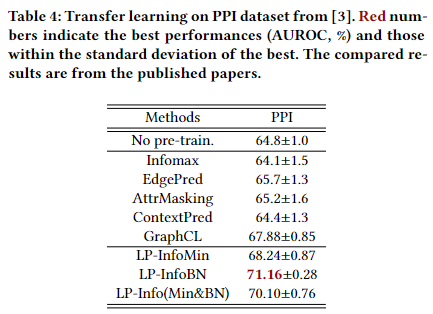 Table 4: Transfer learning on PPI dataset from [3]. Red num-
bers indicate the best performances (AUROC, %) and those
within the standard deviation of the best. The compared re-
sults are from the published papers.
Methods PPI
No pre-train. 64.8±1.0
Infomax 64.1±1.5
EdgePred 65.7±1.3
AttrMasking 65.2±1.6
ContextPred 64.4±1.3
GraphCL 67.88±0.85
LP-InfoMin 68.24±0.87
LP-InfoBN 71.16±0.28
LP-Info(Min&BN) 70.10±0.76